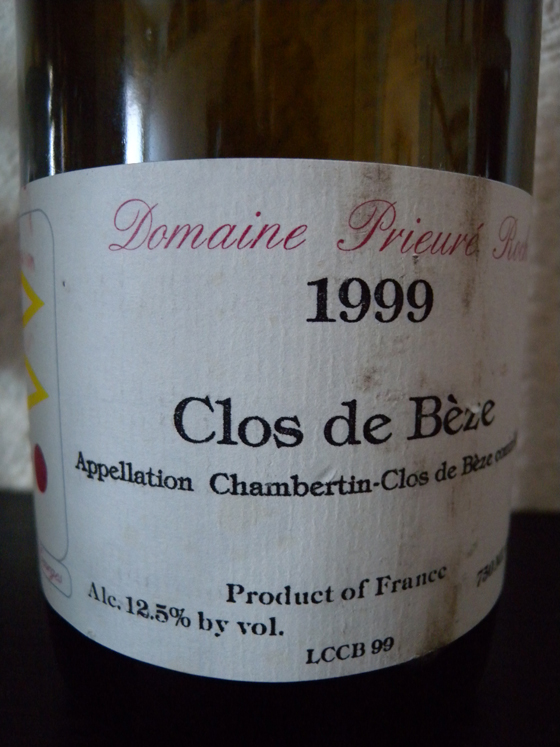 Domaine Prieuré
1999
Clos de Bèze
Appellation Chambertin-Clos de Bèze
Product of France
Alc. 12.5% by vol.
LCCB 99